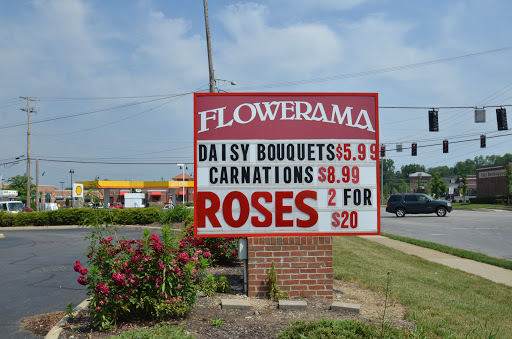 FLOWERAMA
DAISY BOUQUETS $5.99
CARNATIONS $8.99
ROSES 2 FOR
$20